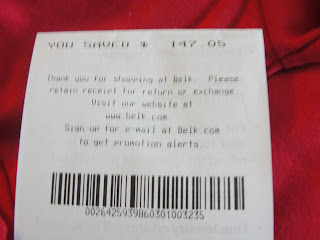 YOU SAVED $ 147.05
Thank you for shopping at Belk. Please
retain receipt for return or exchange.
Visit our website at
www.belk.com.
Sign up for e-mail at Belk.com
to get promotion alerts.
0026425939860301003235